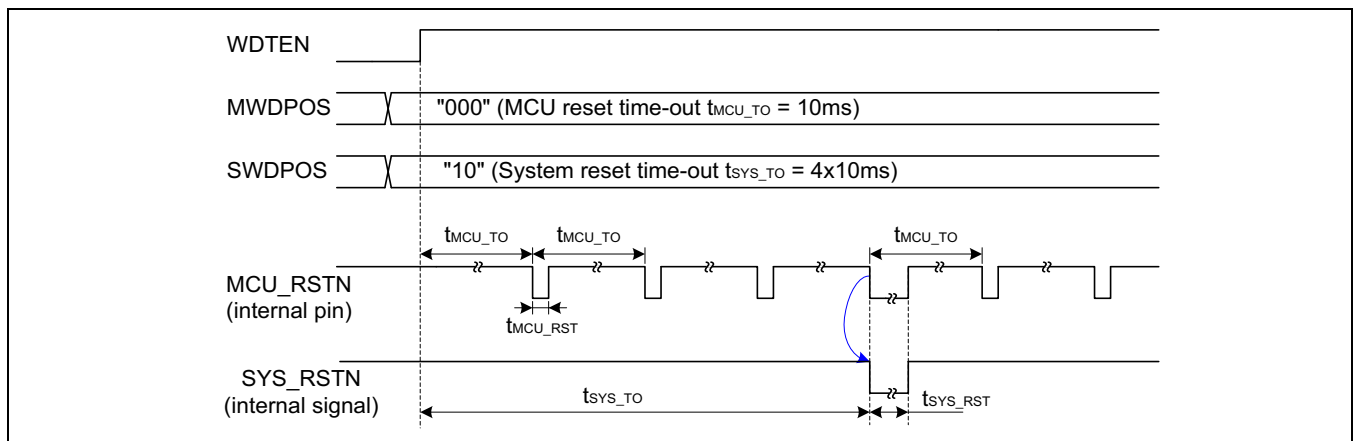 WDTEN
MWDPOS "000" (MCU reset time-out tMCU_TO = 10ms)
SWDPOS "10" (System reset time-out tSYS_TO = 4x10ms)
tMCU_TO tMCU_TO tMCU_TO
MCU_RSTN
(internal pin)
tMCU_RST
SYS_RSTN
(internal signal)
tSYS_TO tSYS_RST